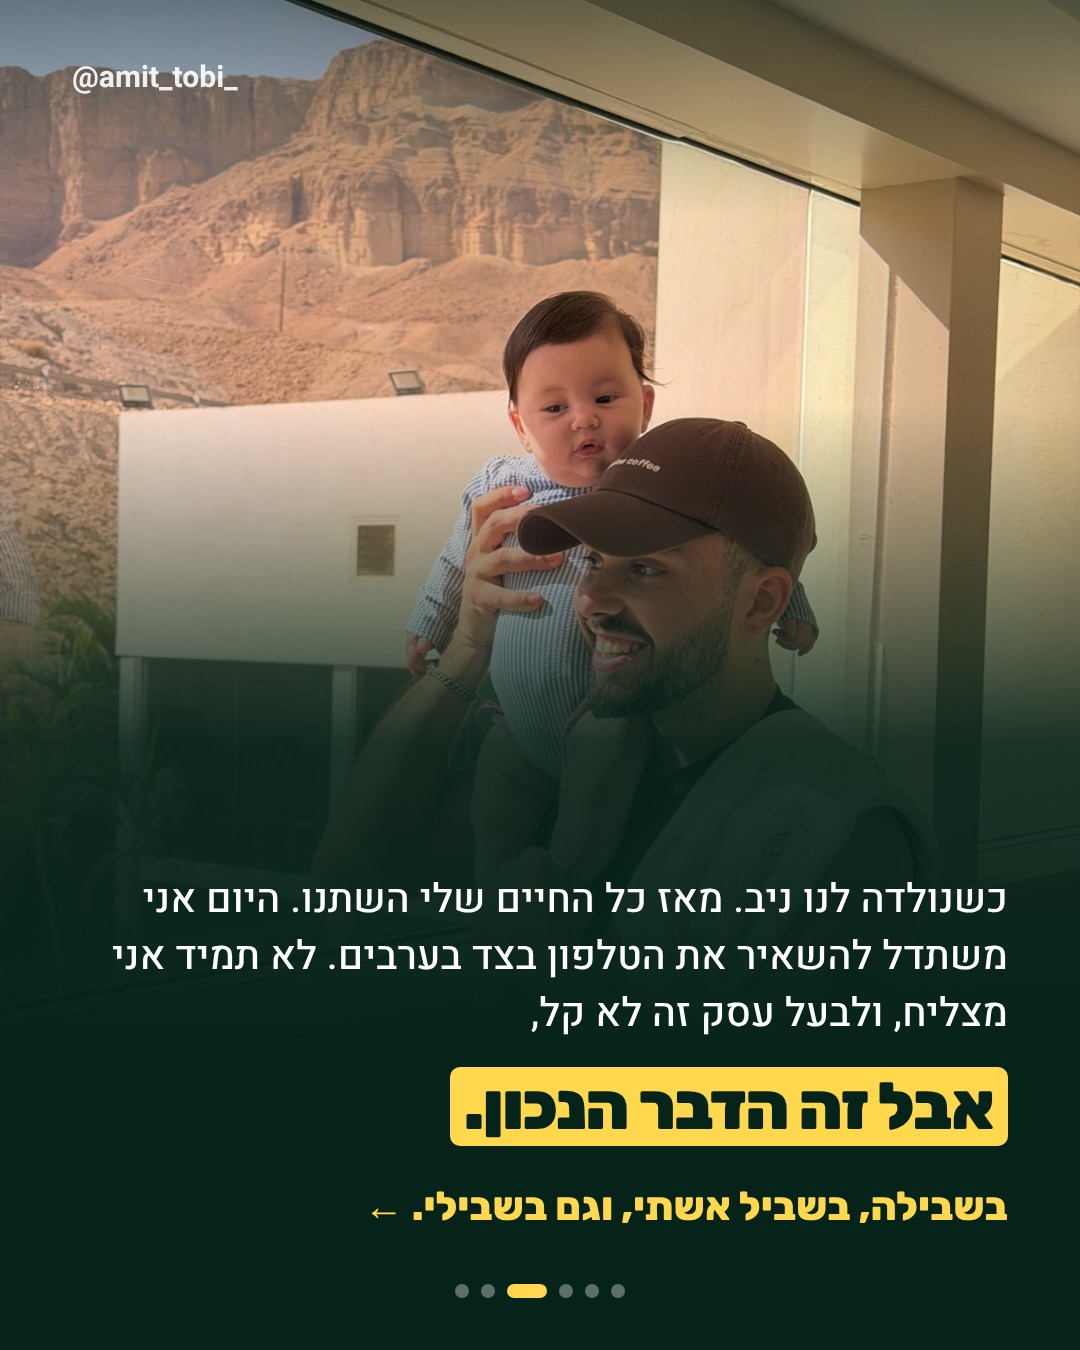 @amit_tobi_
coffee
כשנולדה לנו ניב. מאז כל החיים שלי השתנו. היום אני
משתדל להשאיר את הטלפון בצד בערבים. לא תמיד אני
מצליח, ולבעל עסק זה לא קל,
אבל זה הדבר הנכון.
בשבילה, בשביל אשתי, וגם בשבילי. ←